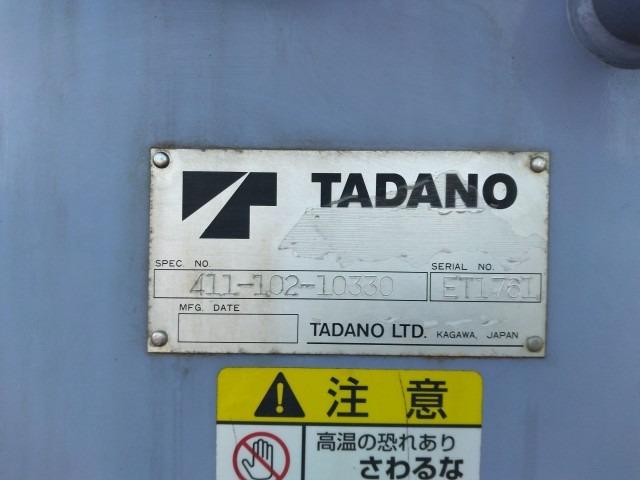 TADANO
SPEC. NO.
411-102-10330
SERIAL NO.
ET1761
MFG. DATE
TADANO LTD. KAGAWA, JAPAN
注意
高温の恐れあり
さわるな